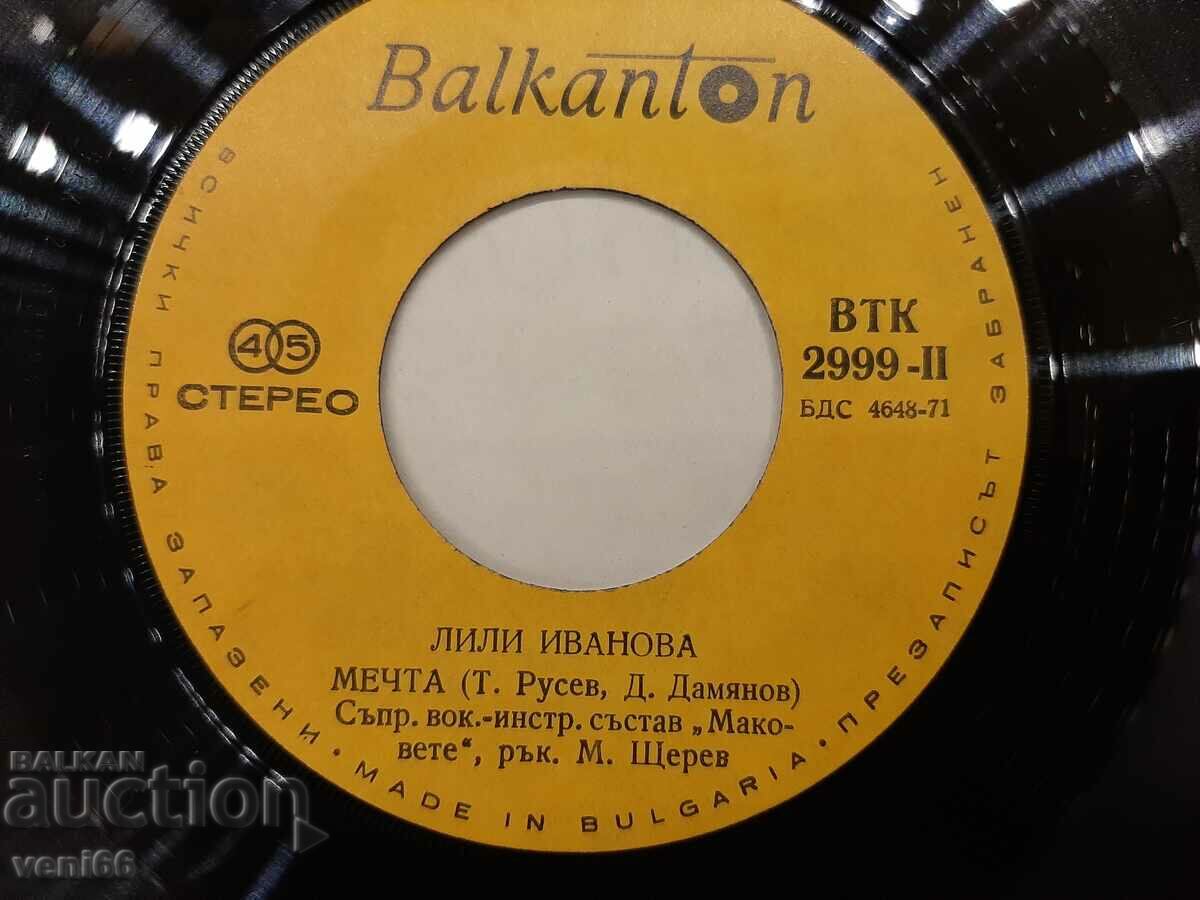 Balkanton
ВСИЧКИ ПРАВА ЗАПАЗЕНИ · MADE IN BULGARIA · ПРЕЗАПИСЪТ ЗАБРАНЕН
45
СТЕРЕО
ВТК
2999-II
БДС 4648-71
ЛИЛИ ИВАНОВА
МЕЧТА (Т. Русев, Д. Дамянов)
Съпр. вок.-инстр. състав „Мако-
вете“, рък. М. Щерев
BALKAN
auction
veni66